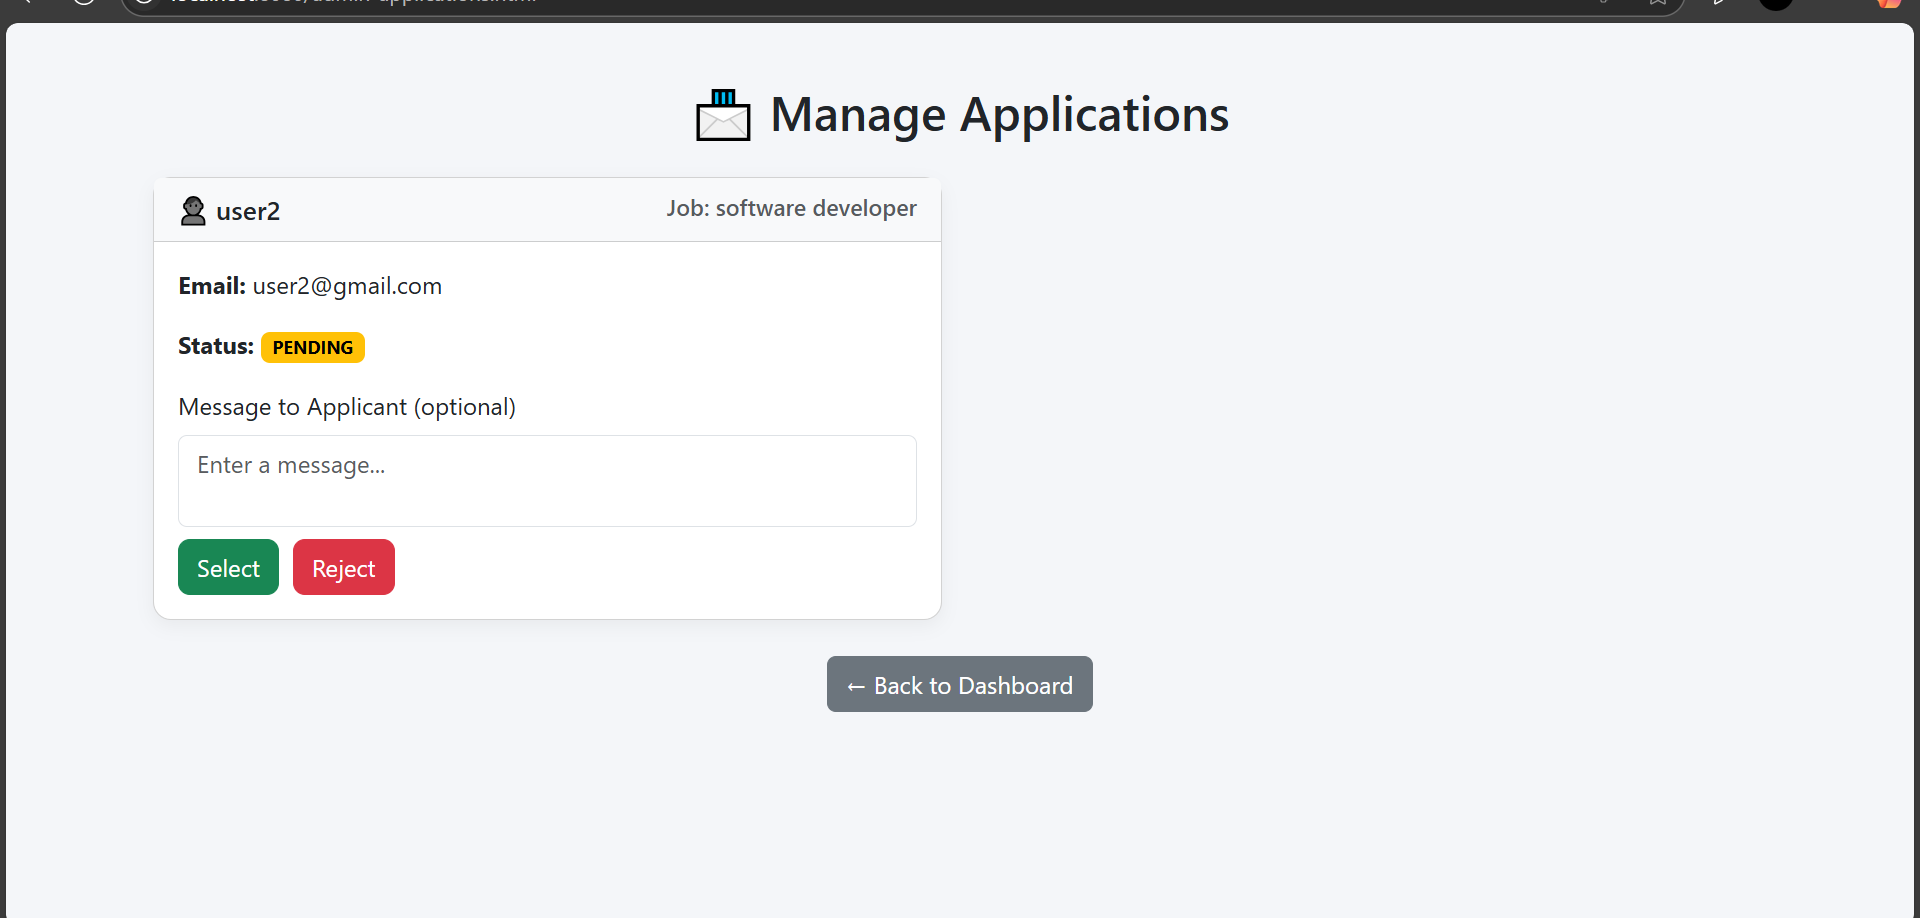 Manage Applications
user2
Job: software developer
Email: user2@gmail.com
Status: PENDING
Message to Applicant (optional)
Enter a message...
Select
Reject
← Back to Dashboard